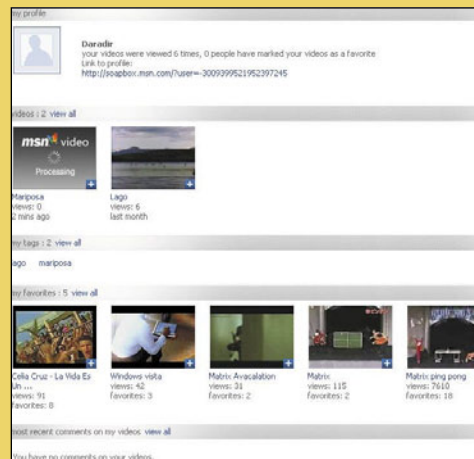 my profile
Daradir
your videos were viewed 6 times, 0 people have marked your videos as a favorite
Link to profile:
http://soapbox.msn.com/?user=-3009399521952397245
videos : 2 view all
msn video
Processing
Mariposa
views: 0
2 mins ago
Lago
views: 6
last month
my tags : 2 view all
ago mariposa
my favorites : 5 view all
Celia Cruz - La Vida Es
Un ...
views: 91
favorites: 8
Windows vista
views: 42
favorites: 3
Matrix Avacalation
views: 31
favorites: 2
Matrix
views: 115
favorites: 2
Matrix ping pong
views: 7610
favorites: 18
most recent comments on my videos view all
You have no comments on your videos.